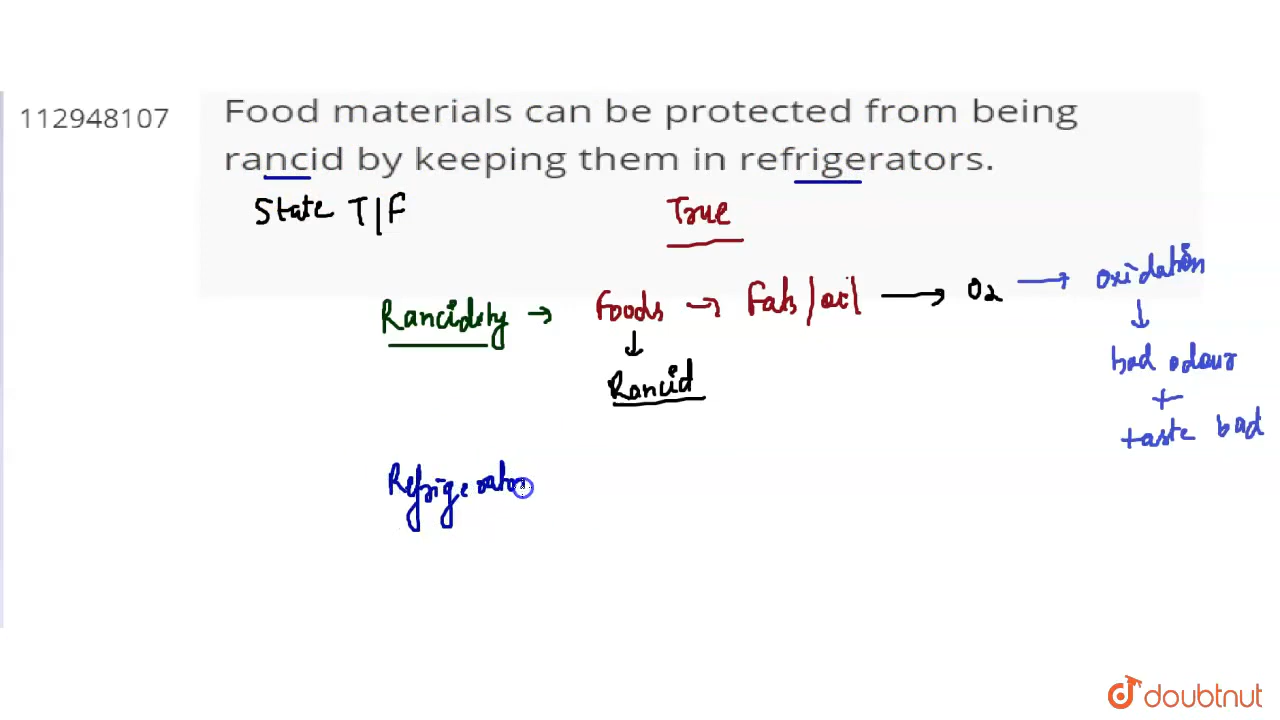 112948107
Food materials can be protected from being
rancid by keeping them in refrigerators.
State T|F
True
Rancidity → Foods → Fats/oil → O2 → oxidation
↓
Rancid
↓
bad odour
+
taste bad
Refrigerator
doubtnut